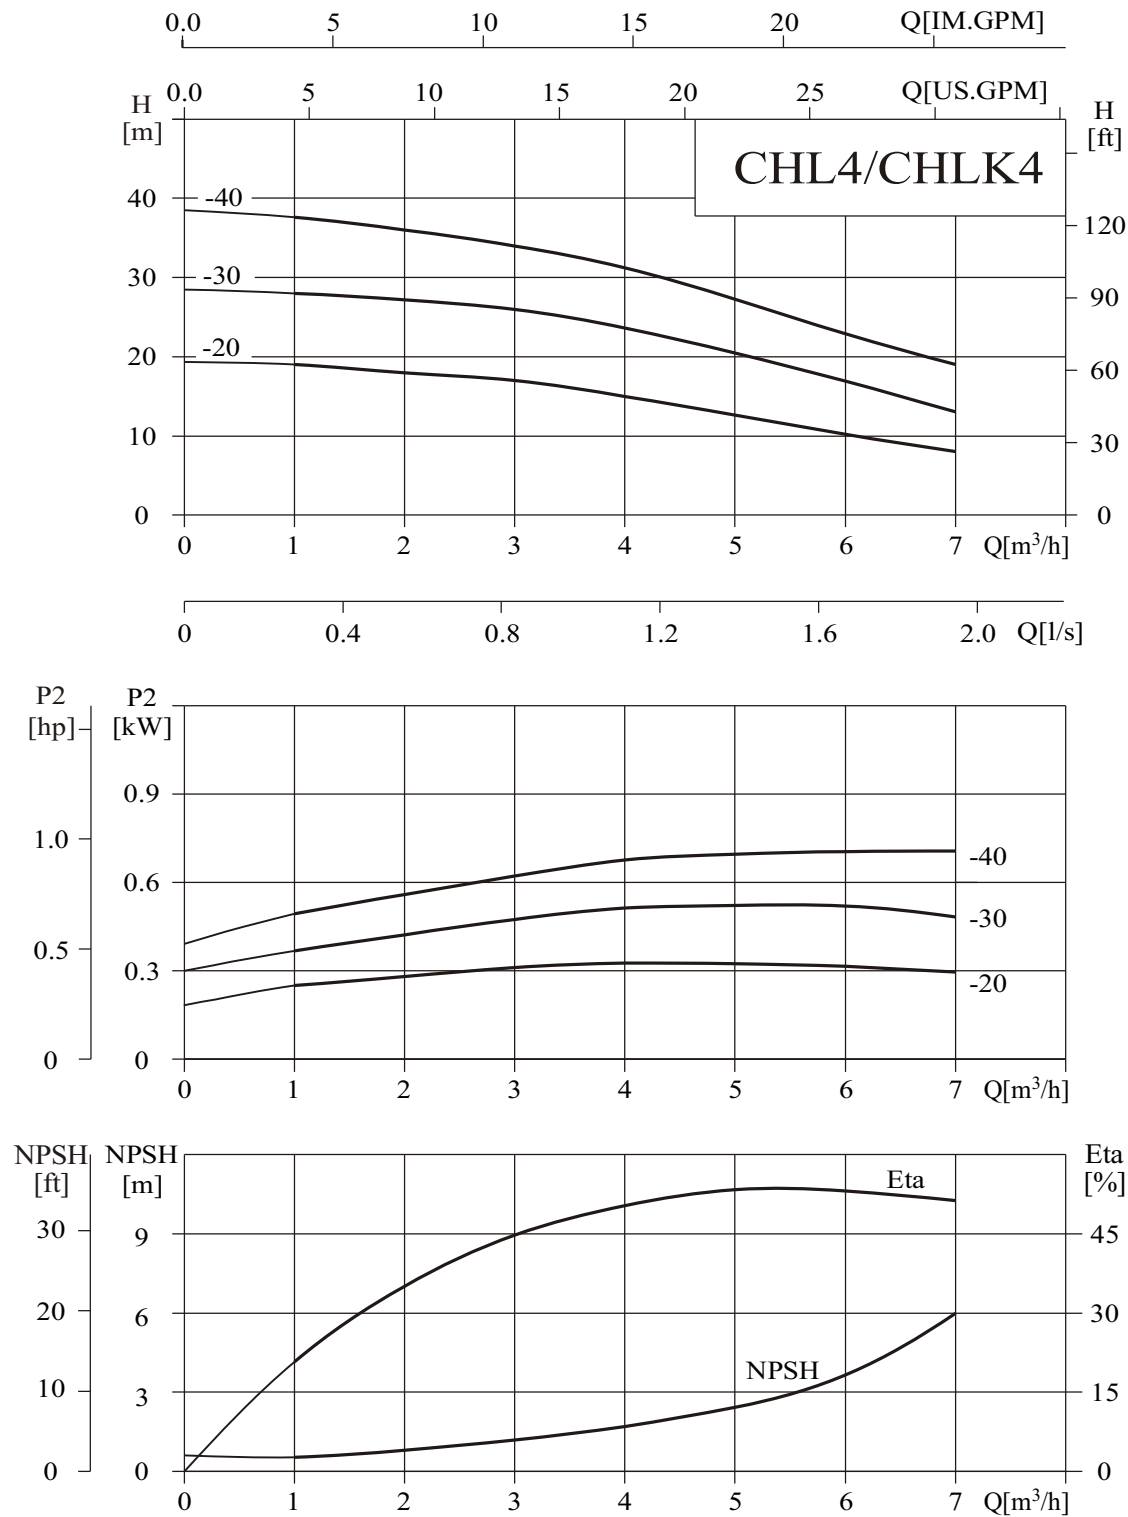 0.0 5 10 15 20 Q[IM.GPM]
0.0 5 10 15 20 25 Q[US.GPM]
H
[m]
H
[ft]
CHL4/CHLK4
40
30
20
10
0
-40
-30
-20
120
90
60
30
0
0 1 2 3 4 5 6 7 Q[m³/h]
0 0.4 0.8 1.2 1.6 2.0 Q[l/s]
P2
[hp]
P2
[kW]
1.0
0.5
0
0.9
0.6
0.3
0
-40
-30
-20
0 1 2 3 4 5 6 7 Q[m³/h]
NPSH
[ft]
NPSH
[m]
Eta
[%]
30
20
10
0
9
6
3
0
Eta
NPSH
45
30
15
0
0 1 2 3 4 5 6 7 Q[m³/h]